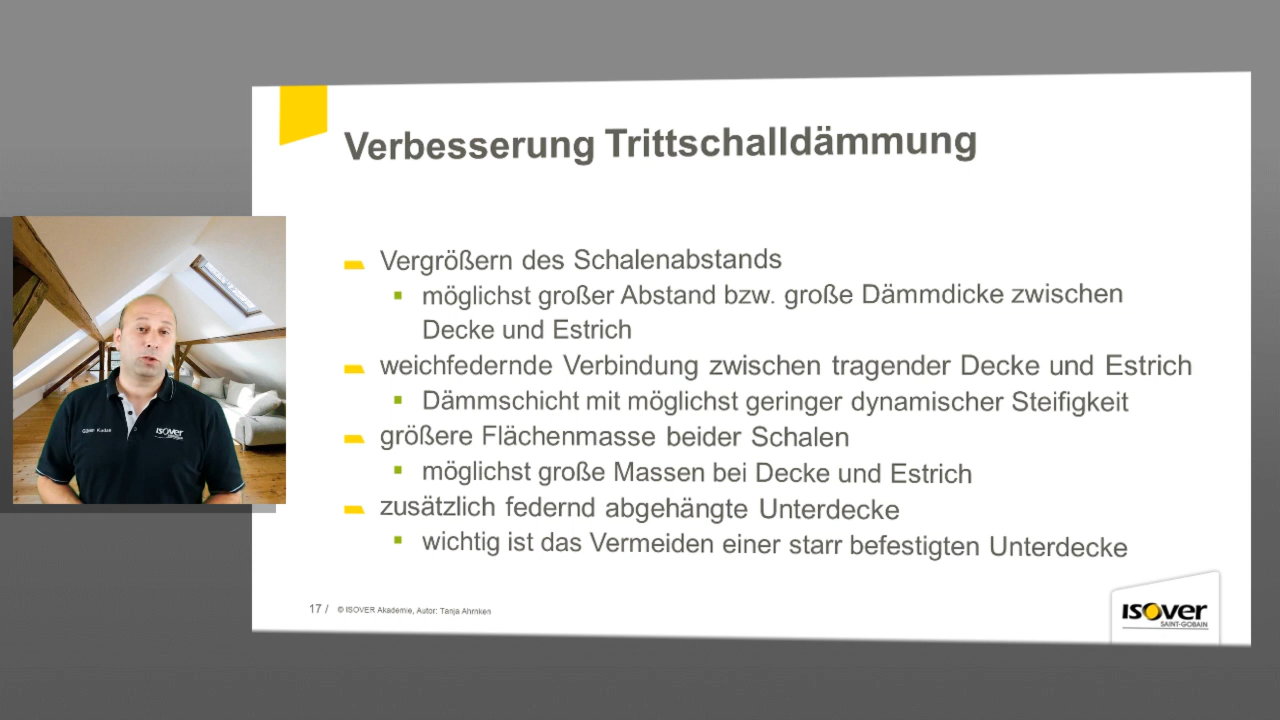 Verbesserung Trittschalldämmung
Vergrößern des Schalenabstands
möglichst großer Abstand bzw. große Dämmdicke zwischen
Decke und Estrich
weichfedernde Verbindung zwischen tragender Decke und Estrich
Dämmschicht mit möglichst geringer dynamischer Steifigkeit
größere Flächenmasse beider Schalen
möglichst große Massen bei Decke und Estrich
zusätzlich federnd abgehängte Unterdecke
wichtig ist das Vermeiden einer starr befestigten Unterdecke
17 / © ISOVER Akademie, Autor: Tanja Ahrnken
isover
SAINT-GOBAIN
isover